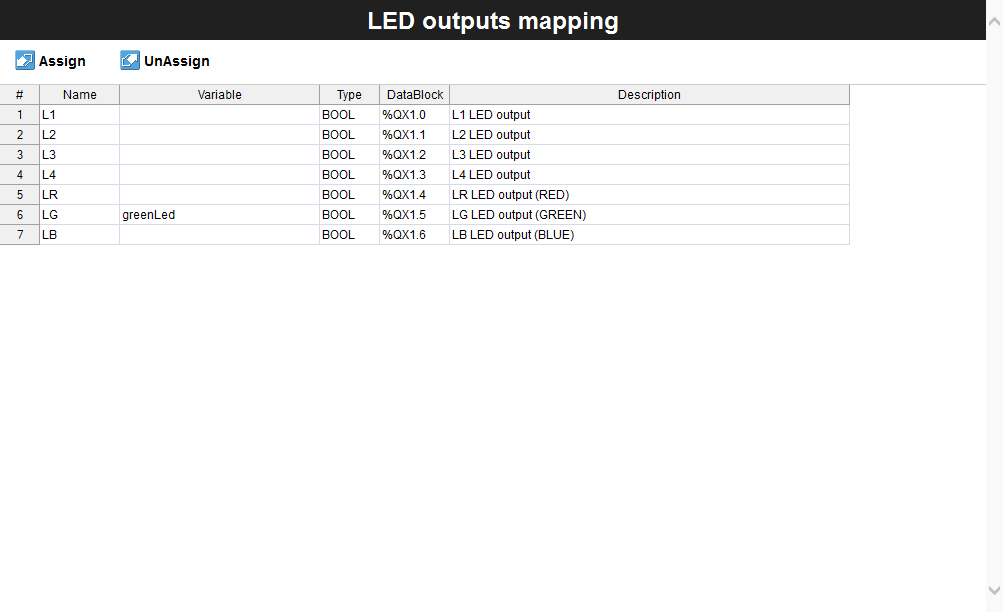 LED outputs mapping
Assign UnAssign
# Name Variable Type DataBlock Description
1 L1 BOOL %QX1.0 L1 LED output
2 L2 BOOL %QX1.1 L2 LED output
3 L3 BOOL %QX1.2 L3 LED output
4 L4 BOOL %QX1.3 L4 LED output
5 LR BOOL %QX1.4 LR LED output (RED)
6 LG greenLed BOOL %QX1.5 LG LED output (GREEN)
7 LB BOOL %QX1.6 LB LED output (BLUE)